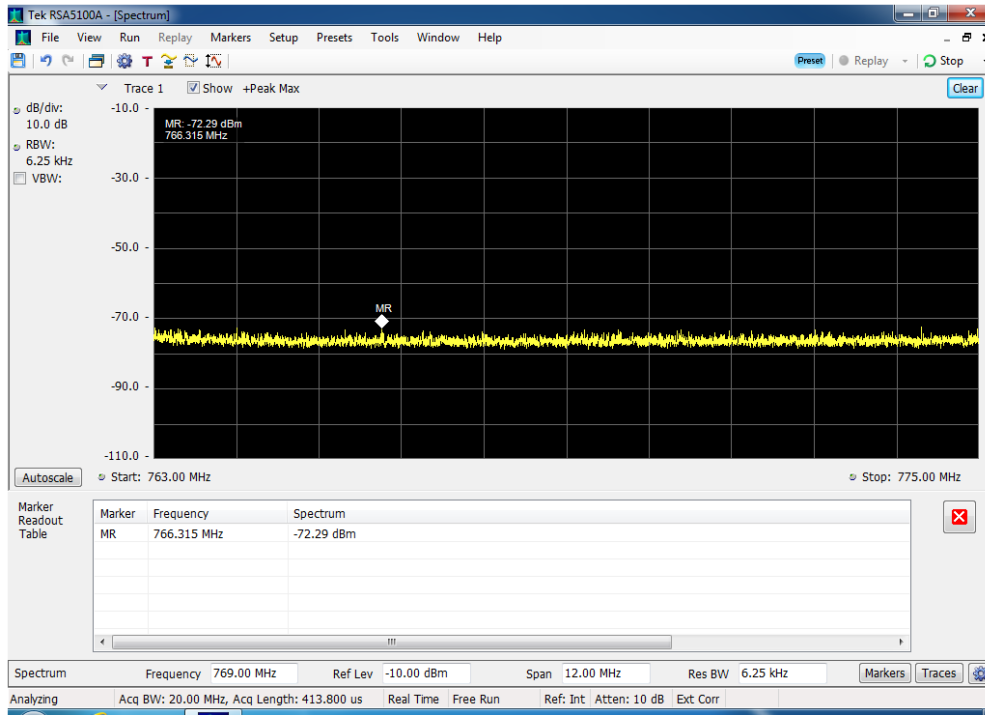 Tek RSA5100A - [Spectrum]
File View Run Replay Markers Setup Presets Tools Window Help
T Preset Replay Stop
Trace 1 Show +Peak Max Clear
dB/div:
10.0 dB
RBW:
6.25 kHz
VBW:
-10.0
MR: -72.29 dBm
766.315 MHz
-30.0
-50.0
-70.0
MR
-90.0
-110.0
Autoscale Start: 763.00 MHz Stop: 775.00 MHz
Marker
Readout
Table
Marker Frequency Spectrum
MR 766.315 MHz -72.29 dBm
Spectrum Frequency 769.00 MHz Ref Lev -10.00 dBm Span 12.00 MHz Res BW 6.25 kHz Markers Traces
Analyzing Acq BW: 20.00 MHz, Acq Length: 413.800 us Real Time Free Run Ref: Int Atten: 10 dB Ext Corr